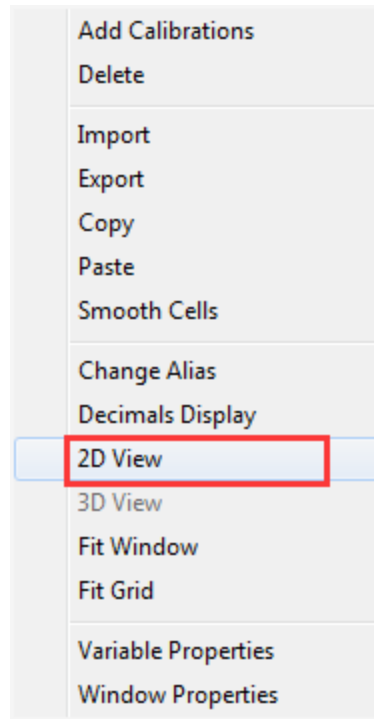 Add Calibrations
Delete
Import
Export
Copy
Paste
Smooth Cells
Change Alias
Decimals Display
2D View
3D View
Fit Window
Fit Grid
Variable Properties
Window Properties